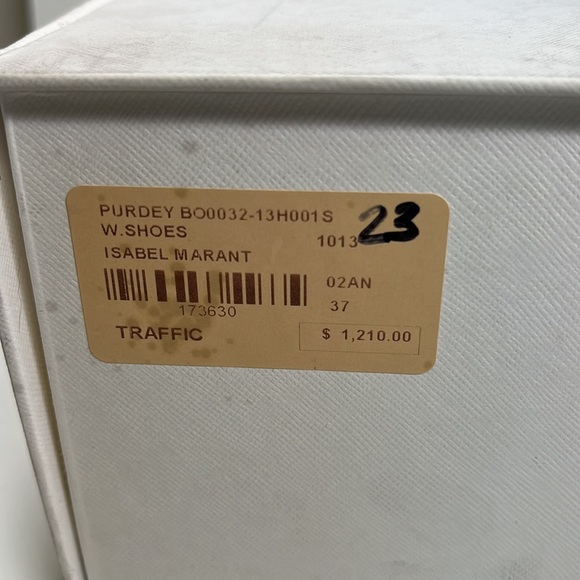 PURDEY BO0032-13H001S
W.SHOES 1013 23
ISABEL MARANT
02AN
173630 37
TRAFFIC $ 1,210.00